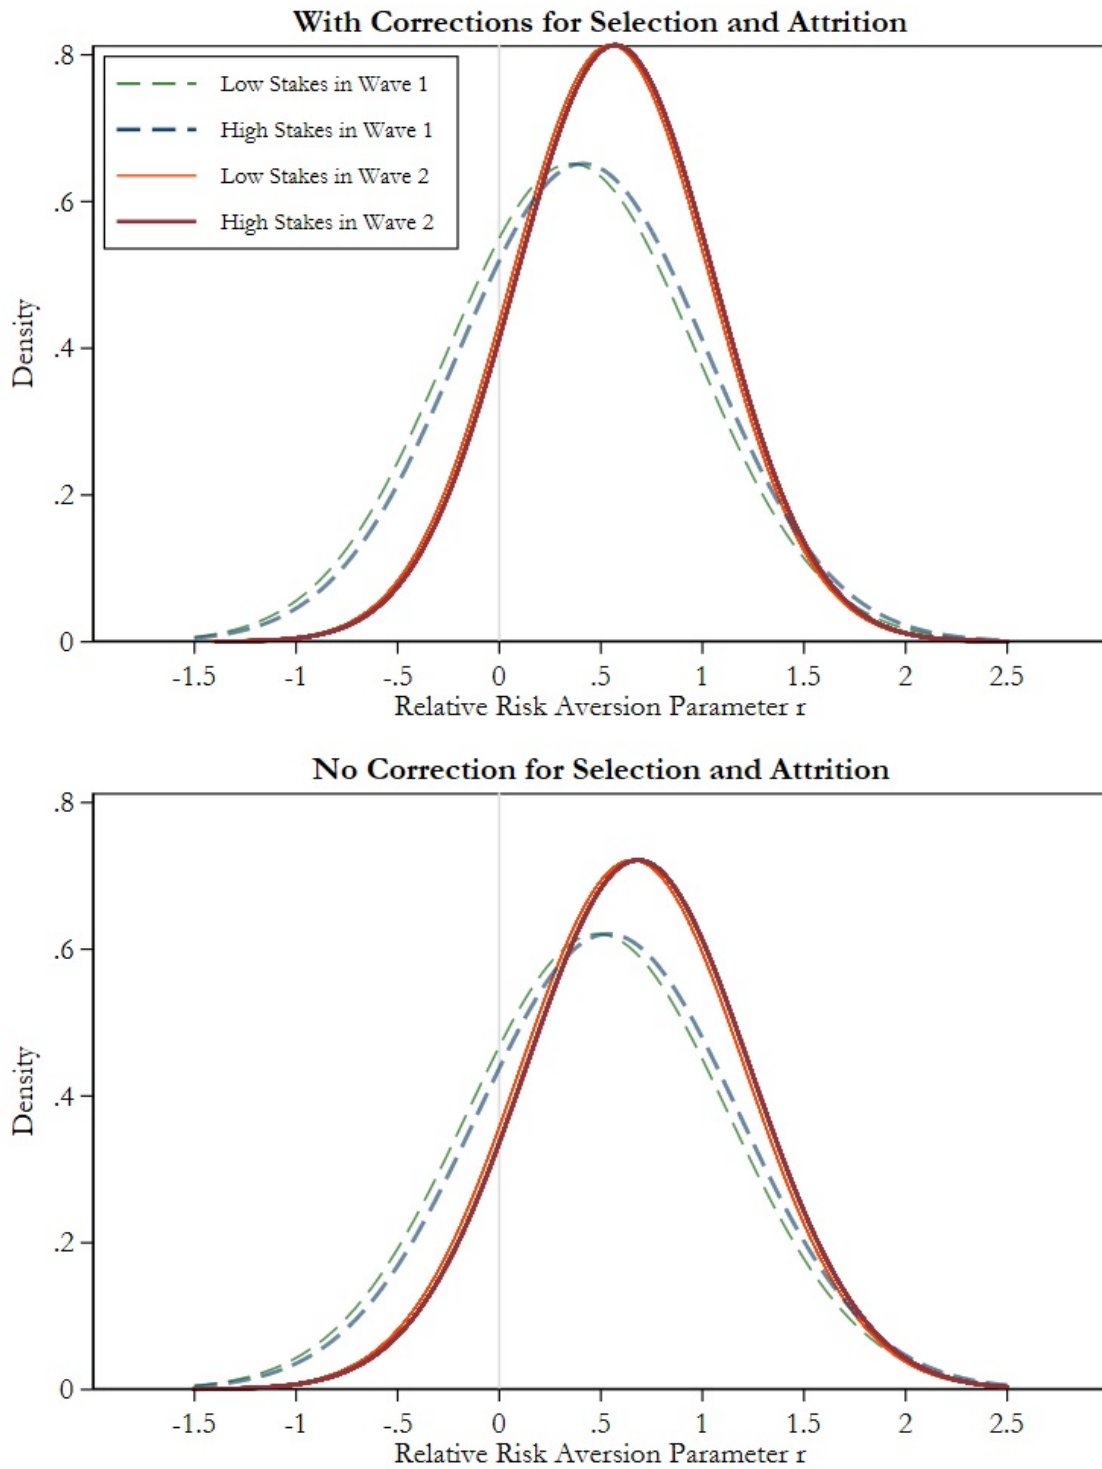 With Corrections for Selection and Attrition
.8
.6
.4
.2
0
Density
Low Stakes in Wave 1
High Stakes in Wave 1
Low Stakes in Wave 2
High Stakes in Wave 2
-1.5 -1 -.5 0 .5 1 1.5 2 2.5
Relative Risk Aversion Parameter r
No Correction for Selection and Attrition
.8
.6
.4
.2
0
Density
-1.5 -1 -.5 0 .5 1 1.5 2 2.5
Relative Risk Aversion Parameter r